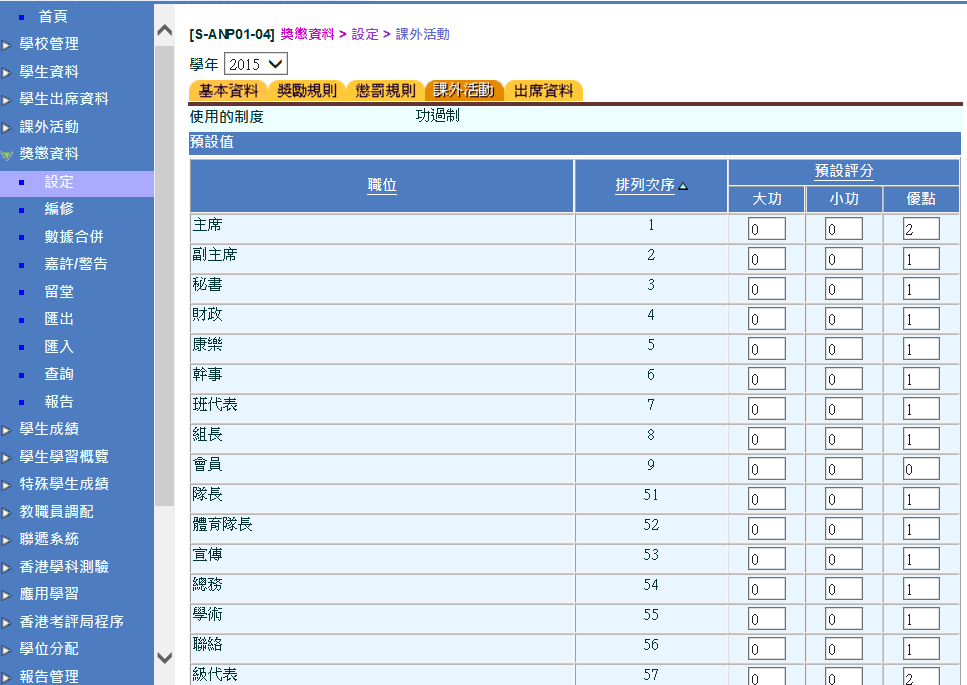 首頁
學校管理
學生資料
學生出席資料
課外活動
獎懲資料
設定
編修
數據合併
嘉許/警告
留堂
匯出
匯入
查詢
報告
學生成績
學生學習概覽
特殊學生成績
教職員調配
聯遞系統
香港學科測驗
應用學習
香港考評局程序
學位分配
報告管理
[S-ANP01-04] 獎懲資料 > 設定 > 課外活動
學年 2015
基本資料 獎勵規則 懲罰規則 課外活動 出席資料
使用的制度 功過制
預設值
職位 排列次序 預設評分
大功 小功 優點
主席 1 0 0 2
副主席 2 0 0 1
秘書 3 0 0 1
財政 4 0 0 1
康樂 5 0 0 1
幹事 6 0 0 1
班代表 7 0 0 1
組長 8 0 0 1
會員 9 0 0 0
隊長 51 0 0 1
體育隊長 52 0 0 1
宣傳 53 0 0 1
總務 54 0 0 1
學術 55 0 0 1
聯絡 56 0 0 1
級代表 57 0 0 2